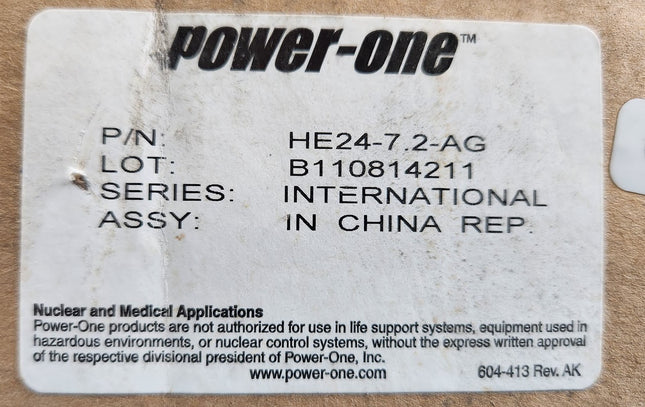 power-one™
P/N: HE24-7.2-AG
LOT: B110814211
SERIES: INTERNATIONAL
ASSY: IN CHINA REP.
Nuclear and Medical Applications
Power-One products are not authorized for use in life support systems, equipment used in
hazardous environments, or nuclear control systems, without the express written approval
of the respective divisional president of Power-One, Inc.
www.power-one.com 604-413 Rev. AK